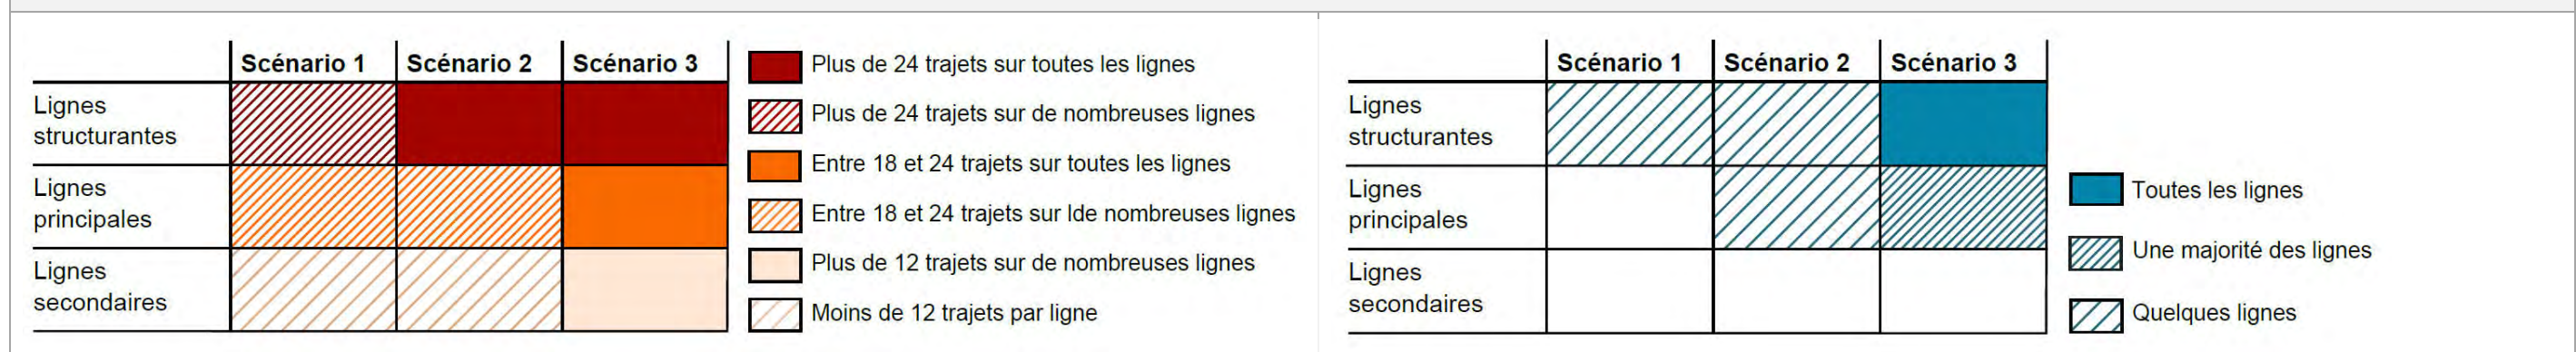 Scénario 1 Scénario 2 Scénario 3
Lignes
structurantes
Lignes
principales
Lignes
secondaires
Plus de 24 trajets sur toutes les lignes
Plus de 24 trajets sur de nombreuses lignes
Entre 18 et 24 trajets sur toutes les lignes
Entre 18 et 24 trajets sur lde nombreuses lignes
Plus de 12 trajets sur de nombreuses lignes
Moins de 12 trajets par ligne
Scénario 1 Scénario 2 Scénario 3
Lignes
structurantes
Lignes
principales
Lignes
secondaires
Toutes les lignes
Une majorité des lignes
Quelques lignes